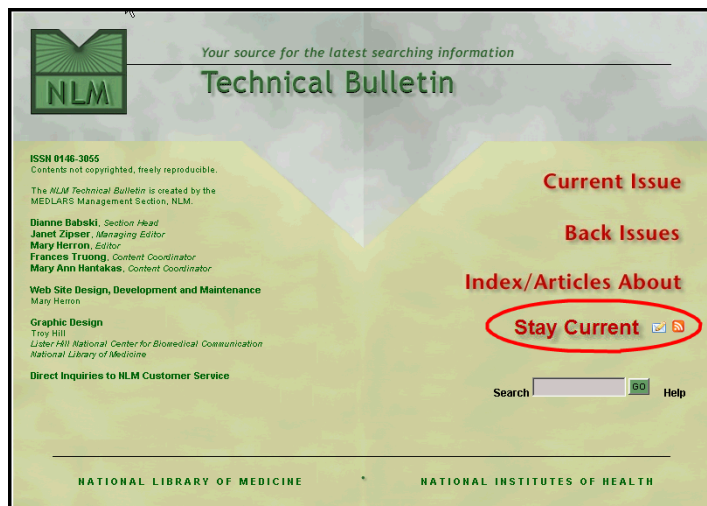 NLM
Your source for the latest searching information
Technical Bulletin
ISSN 0146-3055
Contents not copyrighted, freely reproducible.
The NLM Technical Bulletin is created by the
MEDLARS Management Section, NLM.
Dianne Babski, Section Head
Janet Zipser, Managing Editor
Mary Herron, Editor
Frances Truong, Content Coordinator
Mary Ann Hantakas, Content Coordinator
Web Site Design, Development and Maintenance
Mary Herron
Graphic Design
Troy Hill
Lister Hill National Center for Biomedical Communication
National Library of Medicine
Direct Inquiries to NLM Customer Service
Current Issue
Back Issues
Index/Articles About
Stay Current
Search GO Help
NATIONAL LIBRARY OF MEDICINE • NATIONAL INSTITUTES OF HEALTH